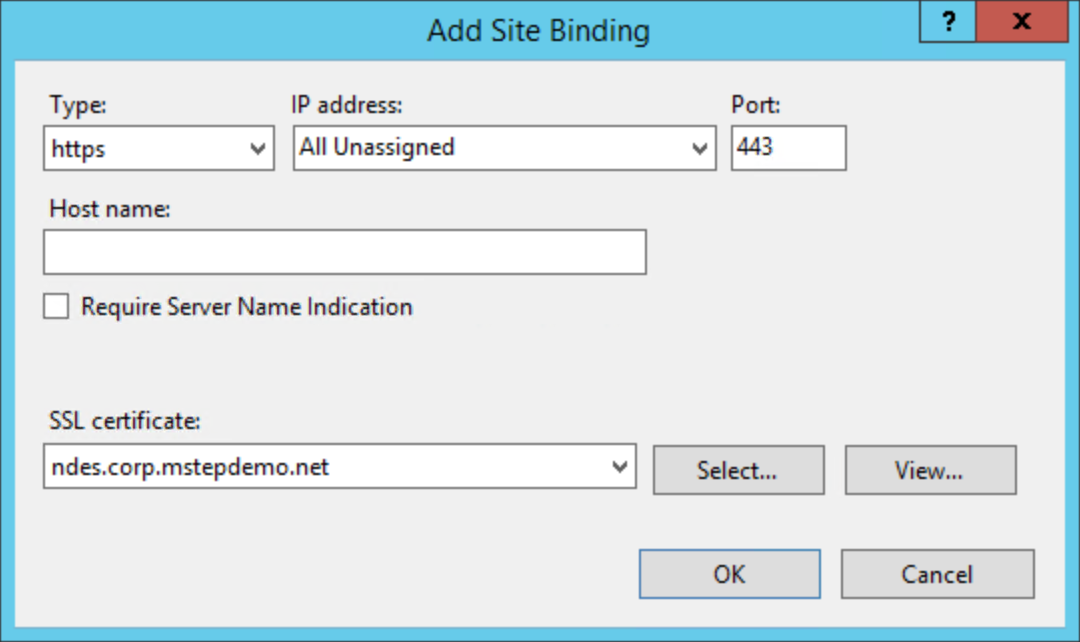 Add Site Binding
? X
Type: IP address: Port:
https All Unassigned 443
Host name:
Require Server Name Indication
SSL certificate:
ndes.corp.mstepdemo.net Select... View...
OK Cancel